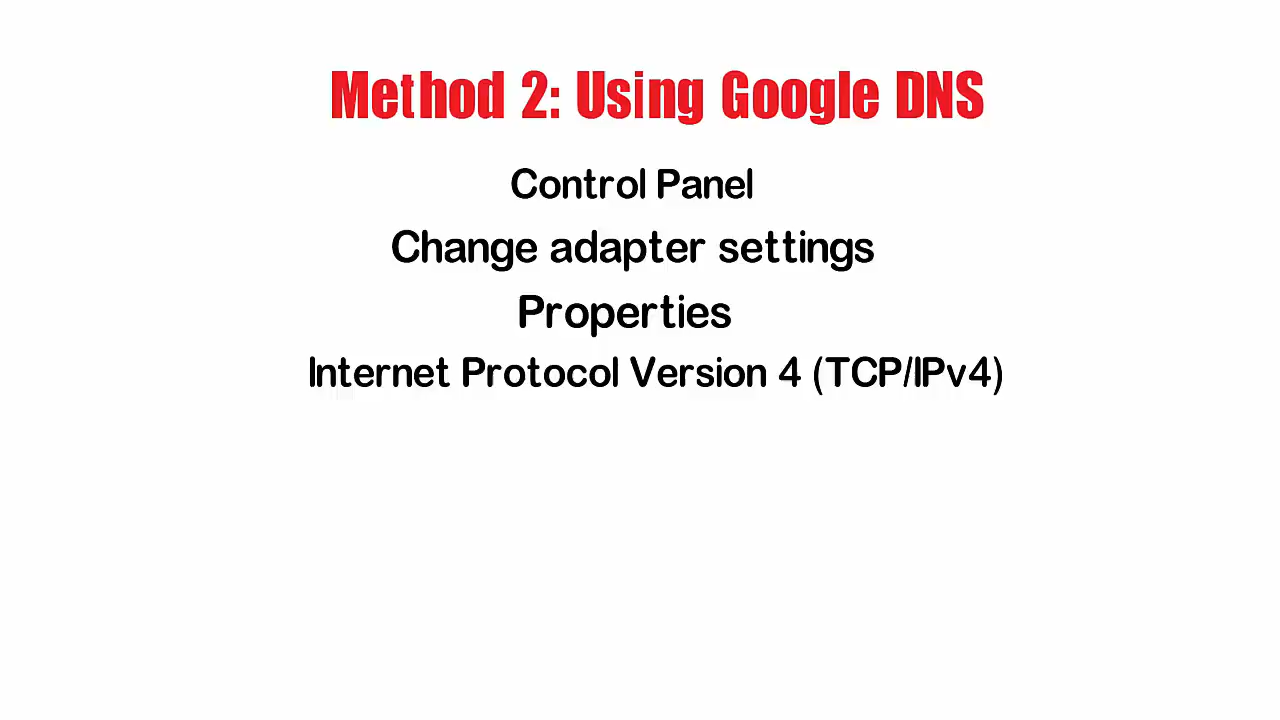 Method 2: Using Google DNS
Control Panel
Change adapter settings
Properties
Internet Protocol Version 4 (TCP/IPv4)